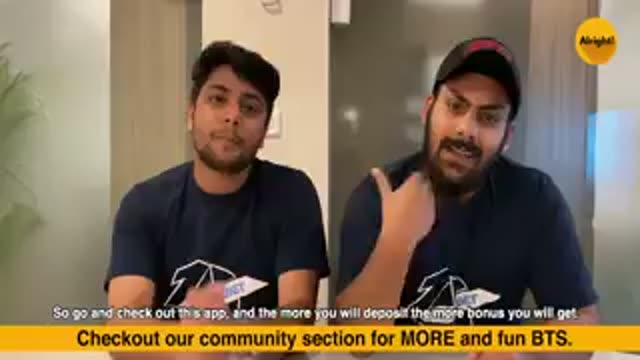 Alright!
BET
So go and check out this app, and the more you will deposit the more bonus you will get.
Checkout our community section for MORE and fun BTS.